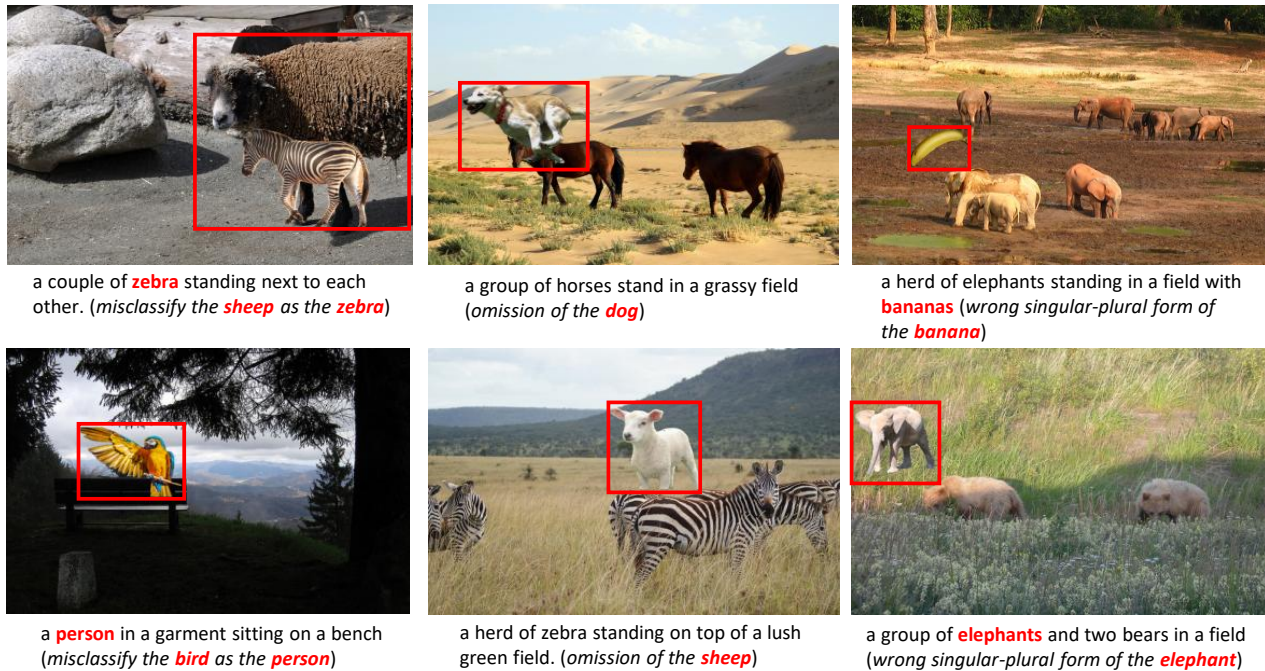 a couple of zebra standing next to each
other. (misclassify the sheep as the zebra)
a group of horses stand in a grassy field
(omission of the dog)
a herd of elephants standing in a field with
bananas (wrong singular-plural form of
the banana)
a person in a garment sitting on a bench
(misclassify the bird as the person)
a herd of zebra standing on top of a lush
green field. (omission of the sheep)
a group of elephants and two bears in a field
(wrong singular-plural form of the elephant)